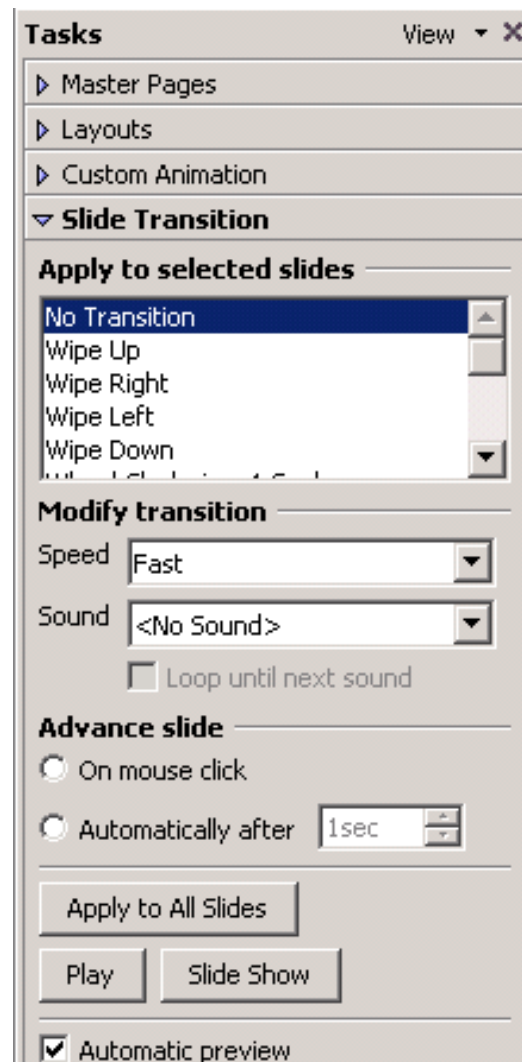 Tasks View
Master Pages
Layouts
Custom Animation
Slide Transition
Apply to selected slides
No Transition
Wipe Up
Wipe Right
Wipe Left
Wipe Down
Modify transition
Speed Fast
Sound <No Sound>
Loop until next sound
Advance slide
On mouse click
Automatically after 1sec
Apply to All Slides
Play Slide Show
Automatic preview